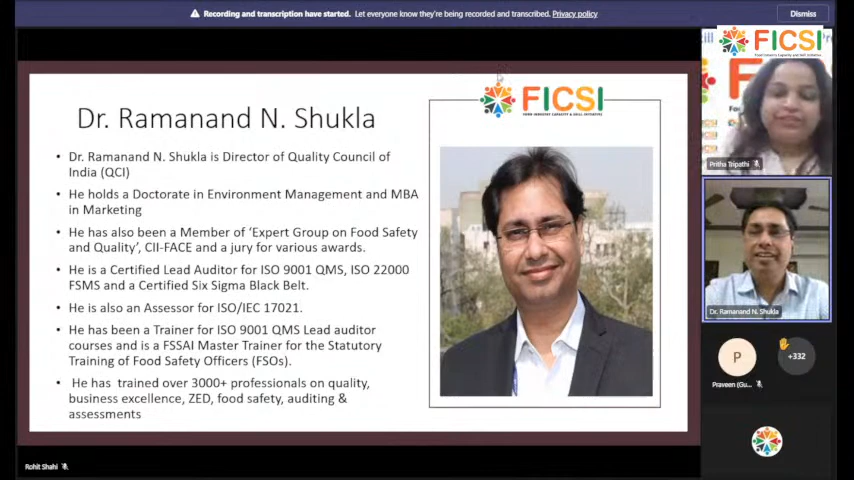 Recording and transcription have started. Let everyone know they're being recorded and transcribed. Privacy policy
Dismiss
FICSI
Dr. Ramanand N. Shukla
FICSI
FOOD INDUSTRY CAPACITY & SKILL INITIATIVE
• Dr. Ramanand N. Shukla is Director of Quality Council of
India (QCI)
• He holds a Doctorate in Environment Management and MBA
in Marketing
• He has also been a Member of 'Expert Group on Food Safety
and Quality', CII-FACE and a jury for various awards.
• He is a Certified Lead Auditor for ISO 9001 QMS, ISO 22000
FSMS and a Certified Six Sigma Black Belt.
• He is also an Assessor for ISO/IEC 17021.
• He has been a Trainer for ISO 9001 QMS Lead auditor
courses and is a FSSAI Master Trainer for the Statutory
Training of Food Safety Officers (FSOs).
• He has trained over 3000+ professionals on quality,
business excellence, ZED, food safety, auditing &
assessments
Pritha Tripathi
Dr. Ramanand N. Shukla
P
+332
Praveen (Gu...
Rohit Shahi